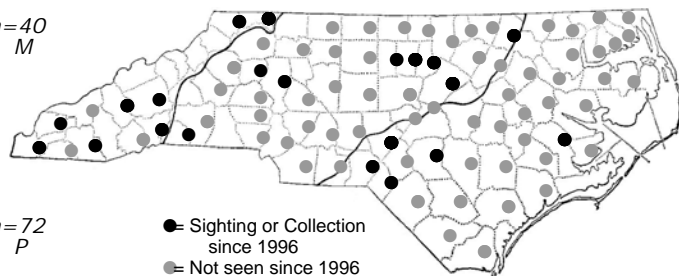 =40
M
=72
P
= Sighting or Collection
since 1996
= Not seen since 1996